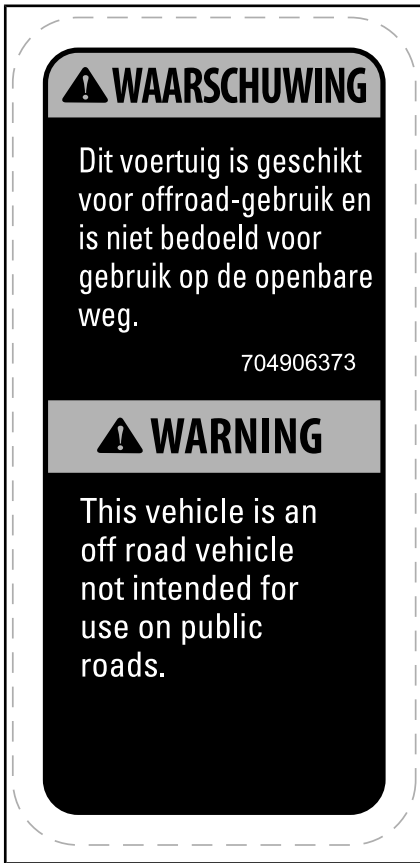 WAARSCHUWING
Dit voertuig is geschikt
voor offroad-gebruik en
is niet bedoeld voor
gebruik op de openbare
weg.
704906373
WARNING
This vehicle is an
off road vehicle
not intended for
use on public
roads.